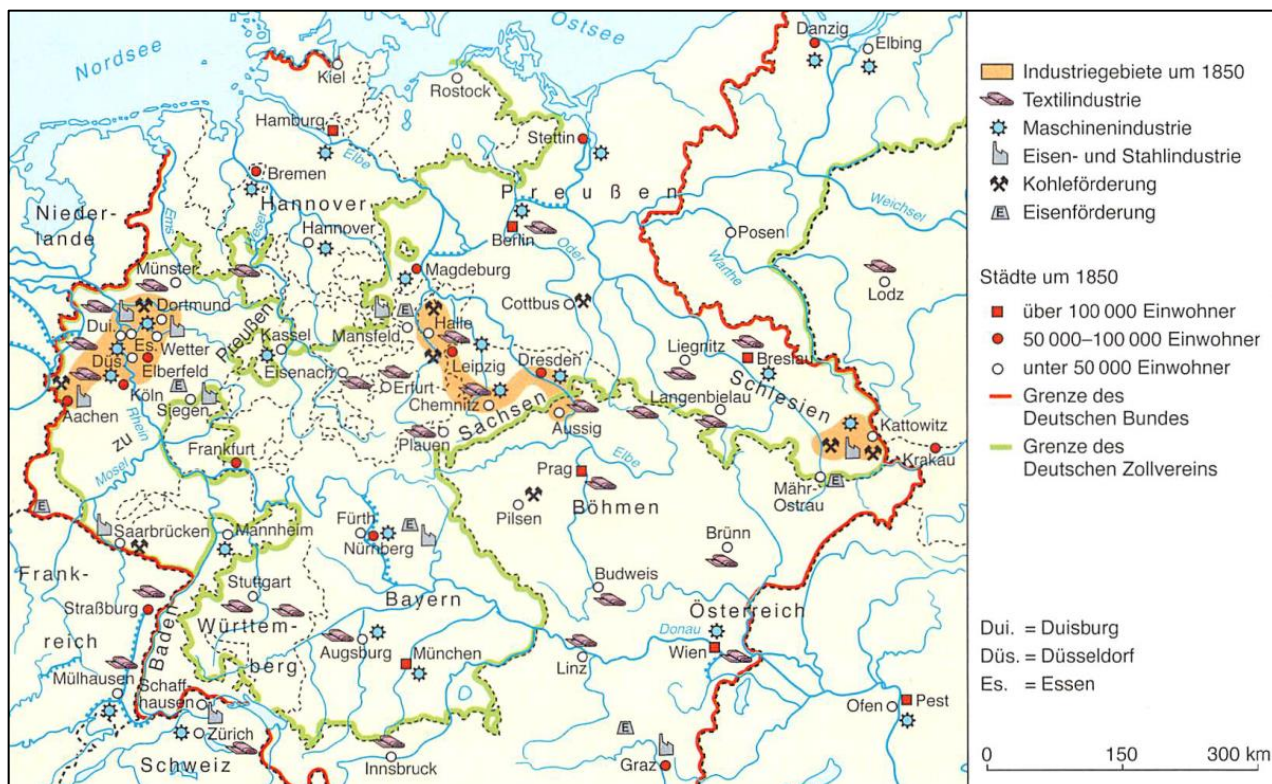 Nordsee
Ostsee
Danzig
Elbing
Kiel
Rostock
Hamburg
Elbe
Stettin
Bremen
Preußen
Weichsel
Nieder-
lande
Ems
Weser
Hannover
Hannover
Berlin
Oder
Posen
Warthe
Münster
Magdeburg
Lodz
Dortmund
Cottbus
Dui.
Es.
Wetter
Düs.
Elberfeld
Preußen
Kassel
Mansfeld
Halle
Leipzig
Dresden
Liegnitz
Breslau
Schlesien
Köln
Aachen
Siegen
Eisenach
Erfurt
Chemnitz
Sachsen
Aussig
Langenbielau
Kattowitz
Krakau
zu
Rhein
Mosel
Frankfurt
Plauen
Elbe
Prag
Böhmen
Mähr-
Ostrau
Pilsen
Saarbrücken
Mannheim
Fürth
Nürnberg
Brünn
Frank-
reich
Stuttgart
Budweis
Straßburg
Baden
Württem-
berg
Bayern
Österreich
Donau
Augsburg
München
Linz
Wien
Mülhausen
Schaff-
hausen
Ofen
Pest
Zürich
Schweiz
Innsbruck
Graz
Industriegebiete um 1850
Textilindustrie
Maschinenindustrie
Eisen- und Stahlindustrie
Kohleförderung
E Eisenförderung
Städte um 1850
über 100 000 Einwohner
50 000–100 000 Einwohner
unter 50 000 Einwohner
Grenze des
Deutschen Bundes
Grenze des
Deutschen Zollvereins
Dui. = Duisburg
Düs. = Düsseldorf
Es. = Essen
0 150 300 km